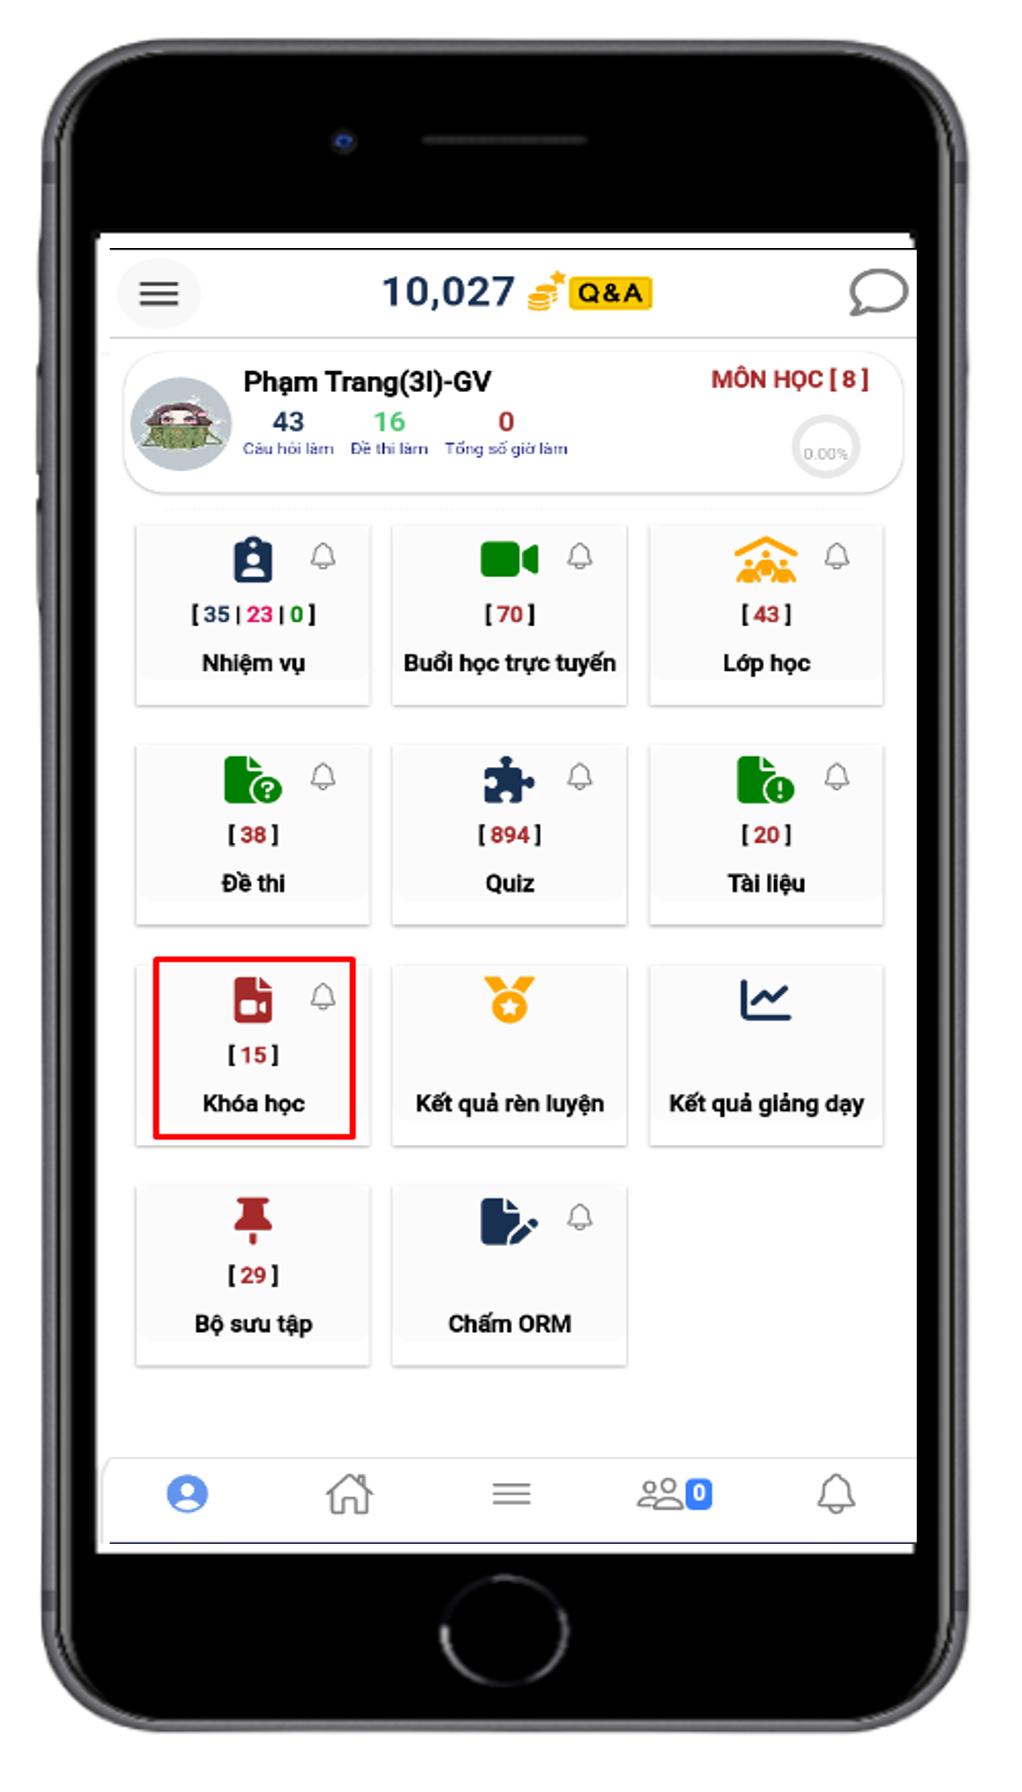 10,027 Q&A
Phạm Trang(3I)-GV
MÔN HỌC [ 8 ]
43 16 0
Câu hỏi làm Đề thi làm Tổng số giờ làm
0.00%
[ 35 | 23 | 0 ]
Nhiệm vụ
[ 70 ]
Buổi học trực tuyến
[ 43 ]
Lớp học
[ 38 ]
Đề thi
[ 894 ]
Quiz
[ 20 ]
Tài liệu
[ 15 ]
Khóa học
Kết quả rèn luyện
Kết quả giảng dạy
[ 29 ]
Bộ sưu tập
Chấm ORM
0